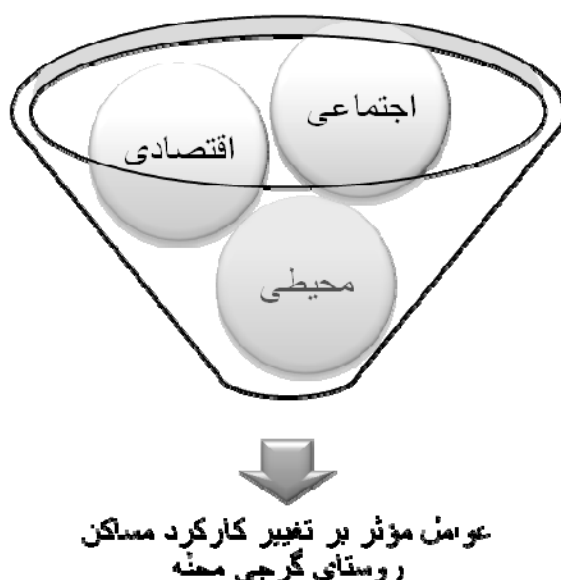 اجتماعی
اقتصادی
محیطی
عوامل مؤثر بر تغییر کارکرد مساکن
روستای گرجی محله